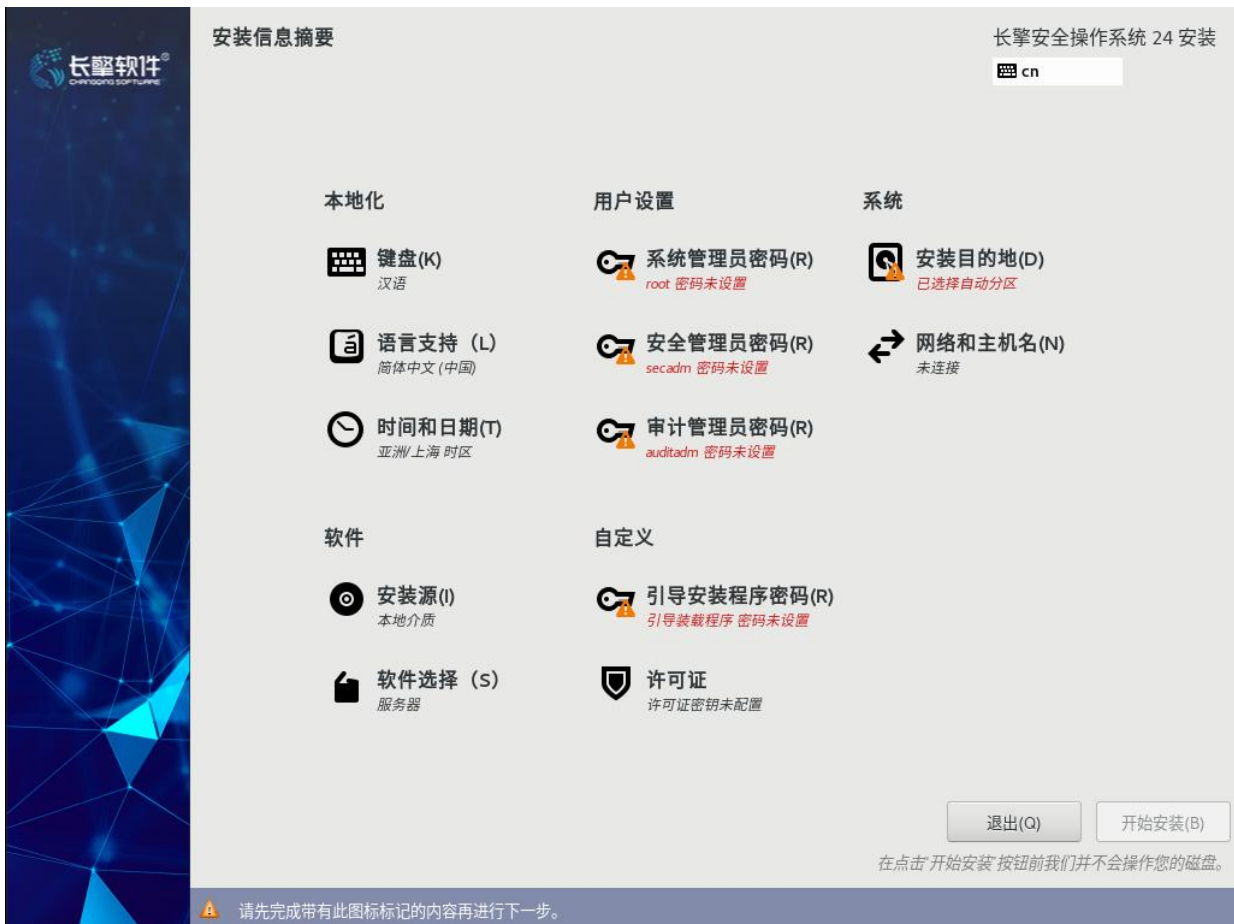 长擎软件®
CHANGQING SOFTWARE
安装信息摘要
长擎安全操作系统 24 安装
cn
本地化
键盘(K)
汉语
语言支持（L）
简体中文 (中国)
时间和日期(T)
亚洲/上海 时区
用户设置
系统管理员密码(R)
root 密码未设置
安全管理员密码(R)
secadm 密码未设置
审计管理员密码(R)
auditadm 密码未设置
系统
安装目的地(D)
已选择自动分区
网络和主机名(N)
未连接
软件
安装源(I)
本地介质
软件选择（S）
服务器
自定义
引导安装程序密码(R)
引导装载程序 密码未设置
许可证
许可证密钥未配置
退出(Q)
开始安装(B)
在点击'开始安装'按钮前我们并不会操作您的磁盘。
请先完成带有此图标标记的内容再进行下一步。